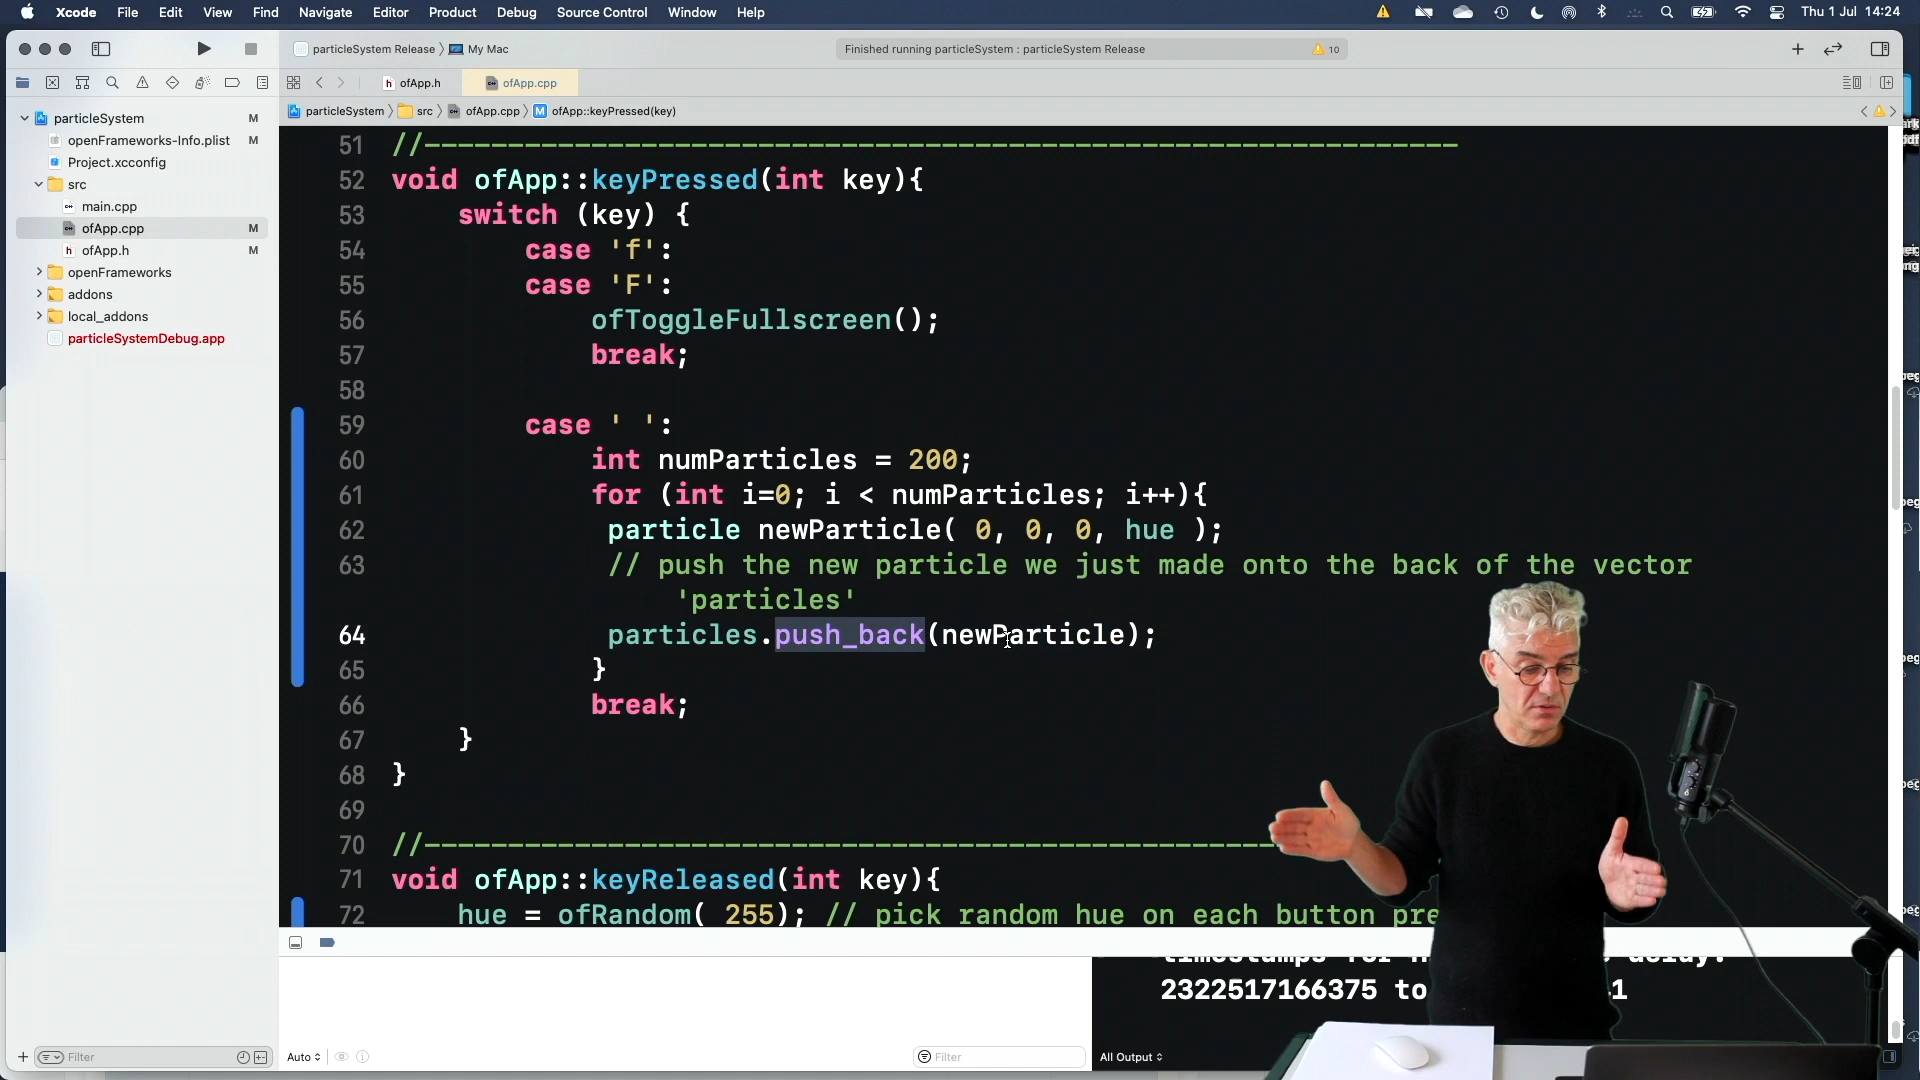 Xcode File Edit View Find Navigate Editor Product Debug Source Control Window Help Thu 1 Jul 14:24
particleSystem Release My Mac Finished running particleSystem : particleSystem Release 10
ofApp.h ofApp.cpp
particleSystem src ofApp.cpp M ofApp::keyPressed(key)
particleSystem M
openFrameworks-Info.plist M
Project.xcconfig
src
main.cpp
ofApp.cpp M
h ofApp.h M
openFrameworks
addons
local_addons
particleSystemDebug.app
51 //--------------------------------------------------------------
52 void ofApp::keyPressed(int key){
53 switch (key) {
54 case 'f':
55 case 'F':
56 ofToggleFullscreen();
57 break;
58
59 case ' ':
60 int numParticles = 200;
61 for (int i=0; i < numParticles; i++){
62 particle newParticle( 0, 0, 0, hue );
63 // push the new particle we just made onto the back of the vector
'particles'
64 particles.push_back(newParticle);
65 }
66 break;
67 }
68 }
69
70 //--------------------------------------------------------------
71 void ofApp::keyReleased(int key){
72 hue = ofRandom( 255); // pick random hue on each button
2322517166375 to
Filter Auto Filter All Output